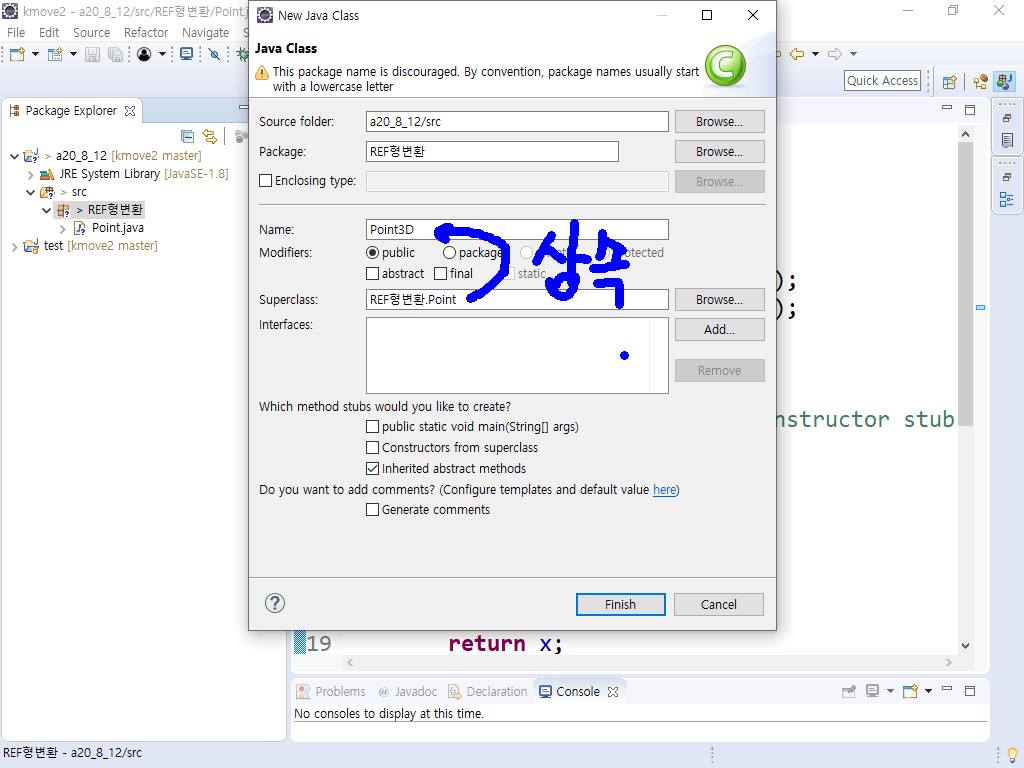 kmove2 - a20_8_12/src/REF형변환/Point.j
New Java Class
File Edit Source Refactor Navigate S
Java Class
This package name is discouraged. By convention, package names usually start
with a lowercase letter
Quick Access
Package Explorer
Source folder: a20_8_12/src Browse...
Package: REF형변환 Browse...
Enclosing type: Browse...
> a20_8_12 [kmove2 master]
JRE System Library [JavaSE-1.8]
> src
> REF형변환
> Point.java
test [kmove2 master]
Name: Point3D
상속
Modifiers: public package otected
abstract final static
);
Superclass: REF형변환.Point Browse...
);
Interfaces: Add...
Remove
Which method stubs would you like to create?
nstructor stub
public static void main(String[] args)
Constructors from superclass
Inherited abstract methods
Do you want to add comments? (Configure templates and default value here)
Generate comments
Finish Cancel
19 return x;
Problems Javadoc Declaration Console
No consoles to display at this time.
REF형변환 - a20_8_12/src